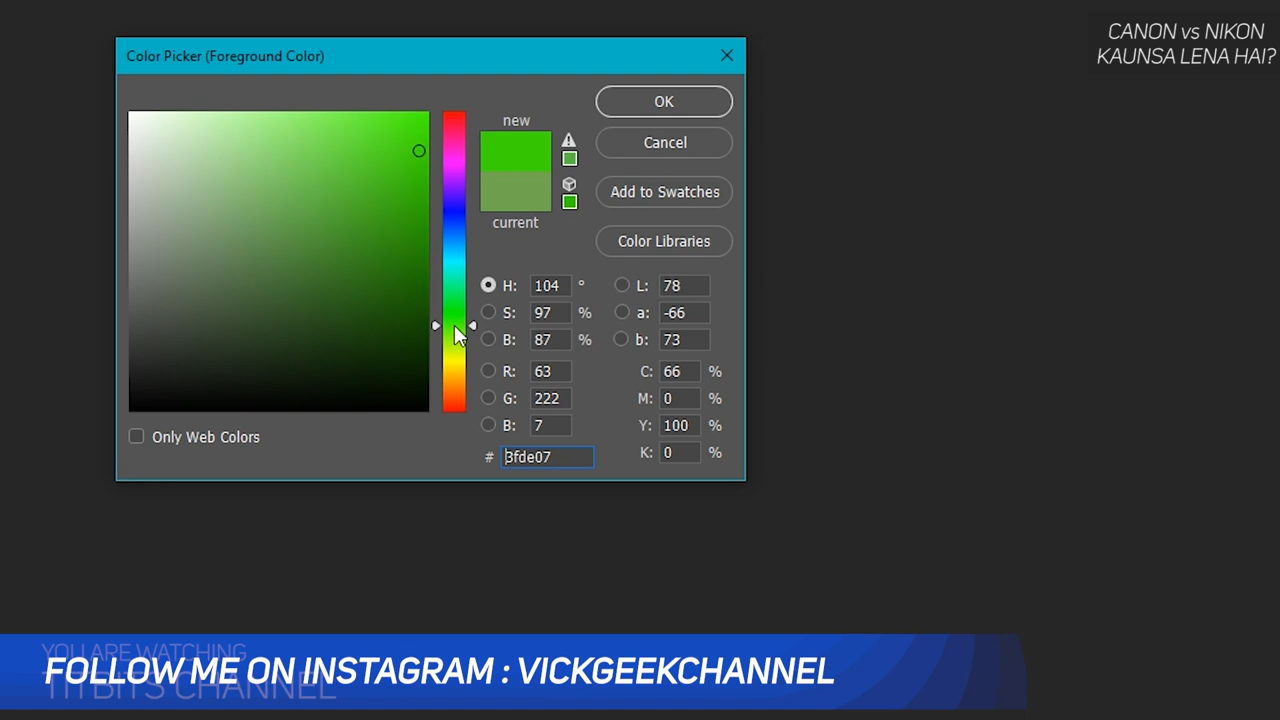 CANON vs NIKON
KAUNSA LENA HAI?
Color Picker (Foreground Color)
new
current
OK
Cancel
Add to Swatches
Color Libraries
H: 104 °
S: 97 %
B: 87 %
R: 63
G: 222
B: 7
# 3fde07
L: 78
a: -66
b: 73
C: 66 %
M: 0 %
Y: 100 %
K: 0 %
Only Web Colors
YOU ARE WATCHING
FOLLOW ME ON INSTAGRAM : VICKGEEKCHANNEL
TITBITS CHANNEL